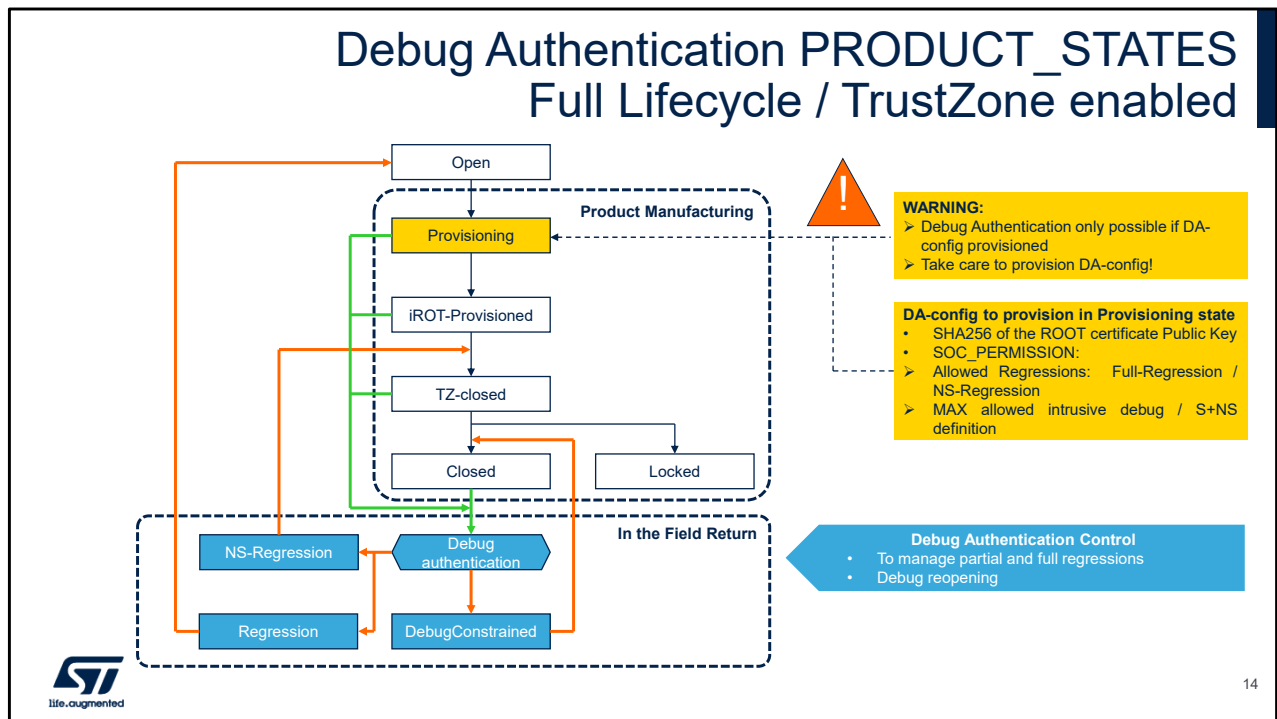 Debug Authentication PRODUCT_STATES
Full Lifecycle / TrustZone enabled
Open
Product Manufacturing
Provisioning
iROT-Provisioned
TZ-closed
Closed
Locked
!
WARNING:
➢ Debug Authentication only possible if DA-
config provisioned
➢ Take care to provision DA-config!
DA-config to provision in Provisioning state
• SHA256 of the ROOT certificate Public Key
• SOC_PERMISSION:
➢ Allowed Regressions: Full-Regression /
NS-Regression
➢ MAX allowed intrusive debug / S+NS
definition
In the Field Return
NS-Regression
Debug
authentication
Regression
DebugConstrained
Debug Authentication Control
• To manage partial and full regressions
• Debug reopening
ST
life.augmented
14